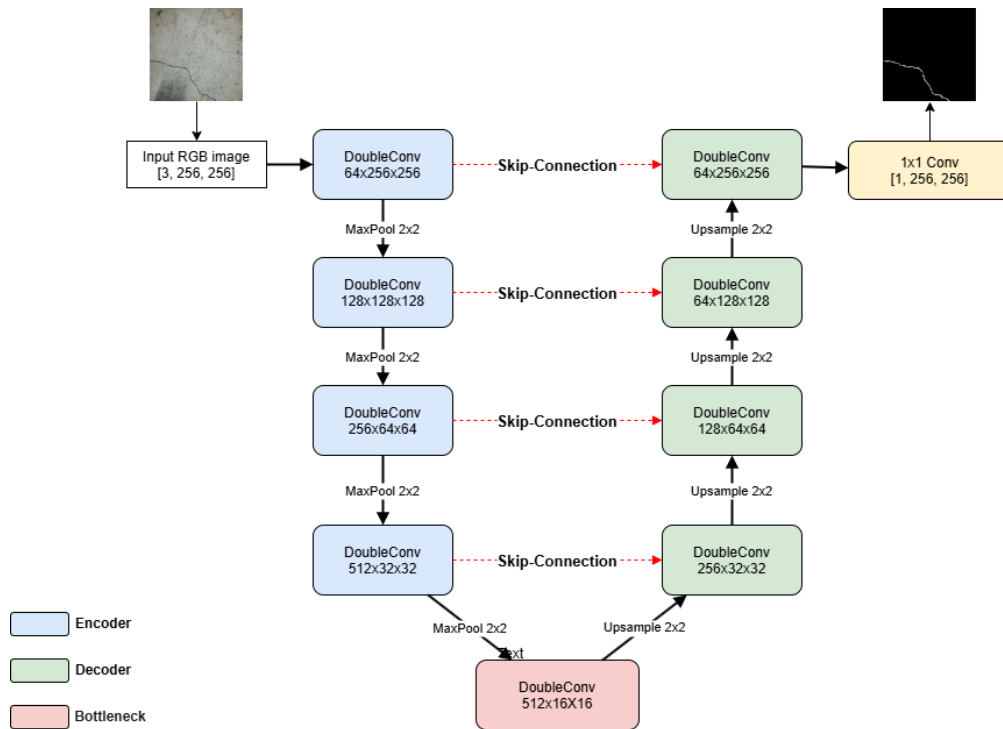 Input RGB image
[3, 256, 256]
DoubleConv
64x256x256
Skip-Connection
DoubleConv
64x256x256
1x1 Conv
[1, 256, 256]
MaxPool 2x2
Upsample 2x2
DoubleConv
128x128x128
Skip-Connection
DoubleConv
64x128x128
MaxPool 2x2
Upsample 2x2
DoubleConv
256x64x64
Skip-Connection
DoubleConv
128x64x64
MaxPool 2x2
Upsample 2x2
DoubleConv
512x32x32
Skip-Connection
DoubleConv
256x32x32
Encoder
MaxPool 2x2
Upsample 2x2
Text
Decoder
DoubleConv
512x16X16
Bottleneck